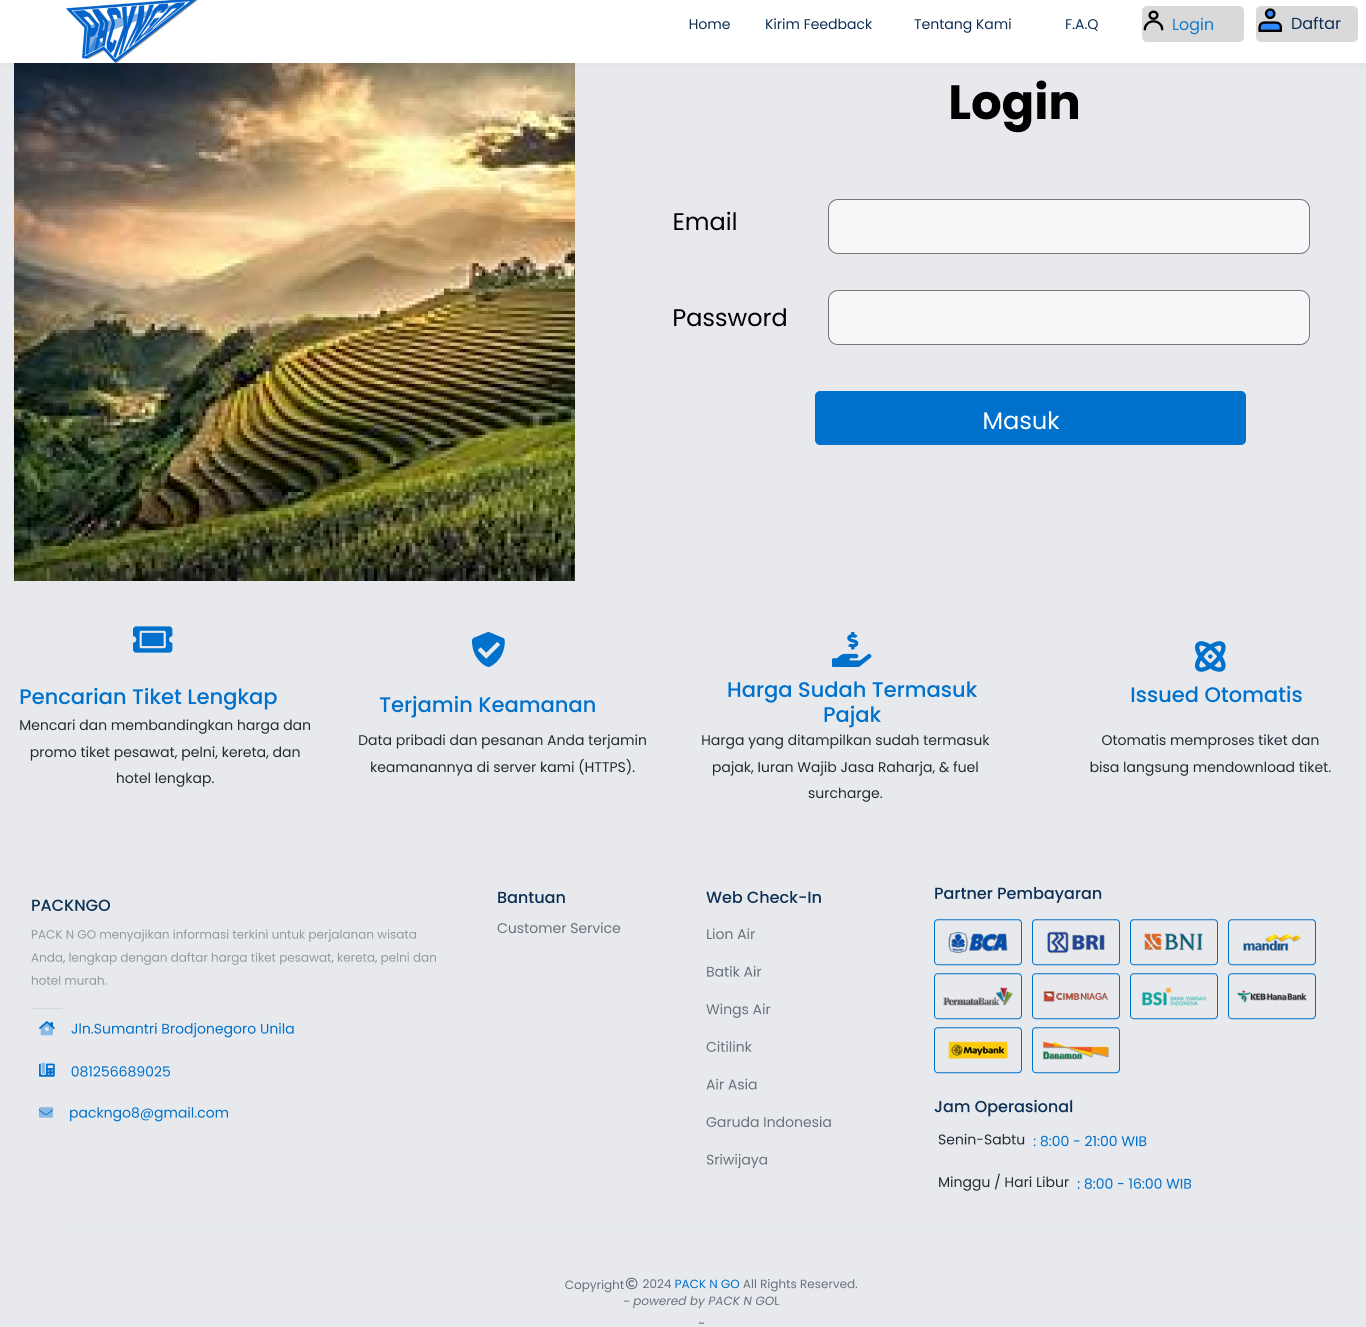 PACKNGO
Home
Kirim Feedback
Tentang Kami
F.A.Q
Login
Daftar
Login
Email
Password
Masuk
Pencarian Tiket Lengkap
Mencari dan membandingkan harga dan
promo tiket pesawat, pelni, kereta, dan
hotel lengkap.
Terjamin Keamanan
Data pribadi dan pesanan Anda terjamin
keamanannya di server kami (HTTPS).
Harga Sudah Termasuk
Pajak
Harga yang ditampilkan sudah termasuk
pajak, Iuran Wajib Jasa Raharja, & fuel
surcharge.
Issued Otomatis
Otomatis memproses tiket dan
bisa langsung mendownload tiket.
PACKNGO
PACK N GO menyajikan informasi terkini untuk perjalanan wisata
Anda, lengkap dengan daftar harga tiket pesawat, kereta, pelni dan
hotel murah.
Jln.Sumantri Brodjonegoro Unila
081256689025
packngo8@gmail.com
Bantuan
Customer Service
Web Check-In
Lion Air
Batik Air
Wings Air
Citilink
Air Asia
Garuda Indonesia
Sriwijaya
Partner Pembayaran
BCA
BRI
BNI
mandiri
PermataBank
CIMB NIAGA
BSI BANK SYARIAH INDONESIA
KEB Hana Bank
Maybank
Danamon
Jam Operasional
Senin-Sabtu : 8:00 - 21:00 WIB
Minggu / Hari Libur : 8:00 - 16:00 WIB
Copyright© 2024 PACK N GO All Rights Reserved.
~ powered by PACK N GOL
~